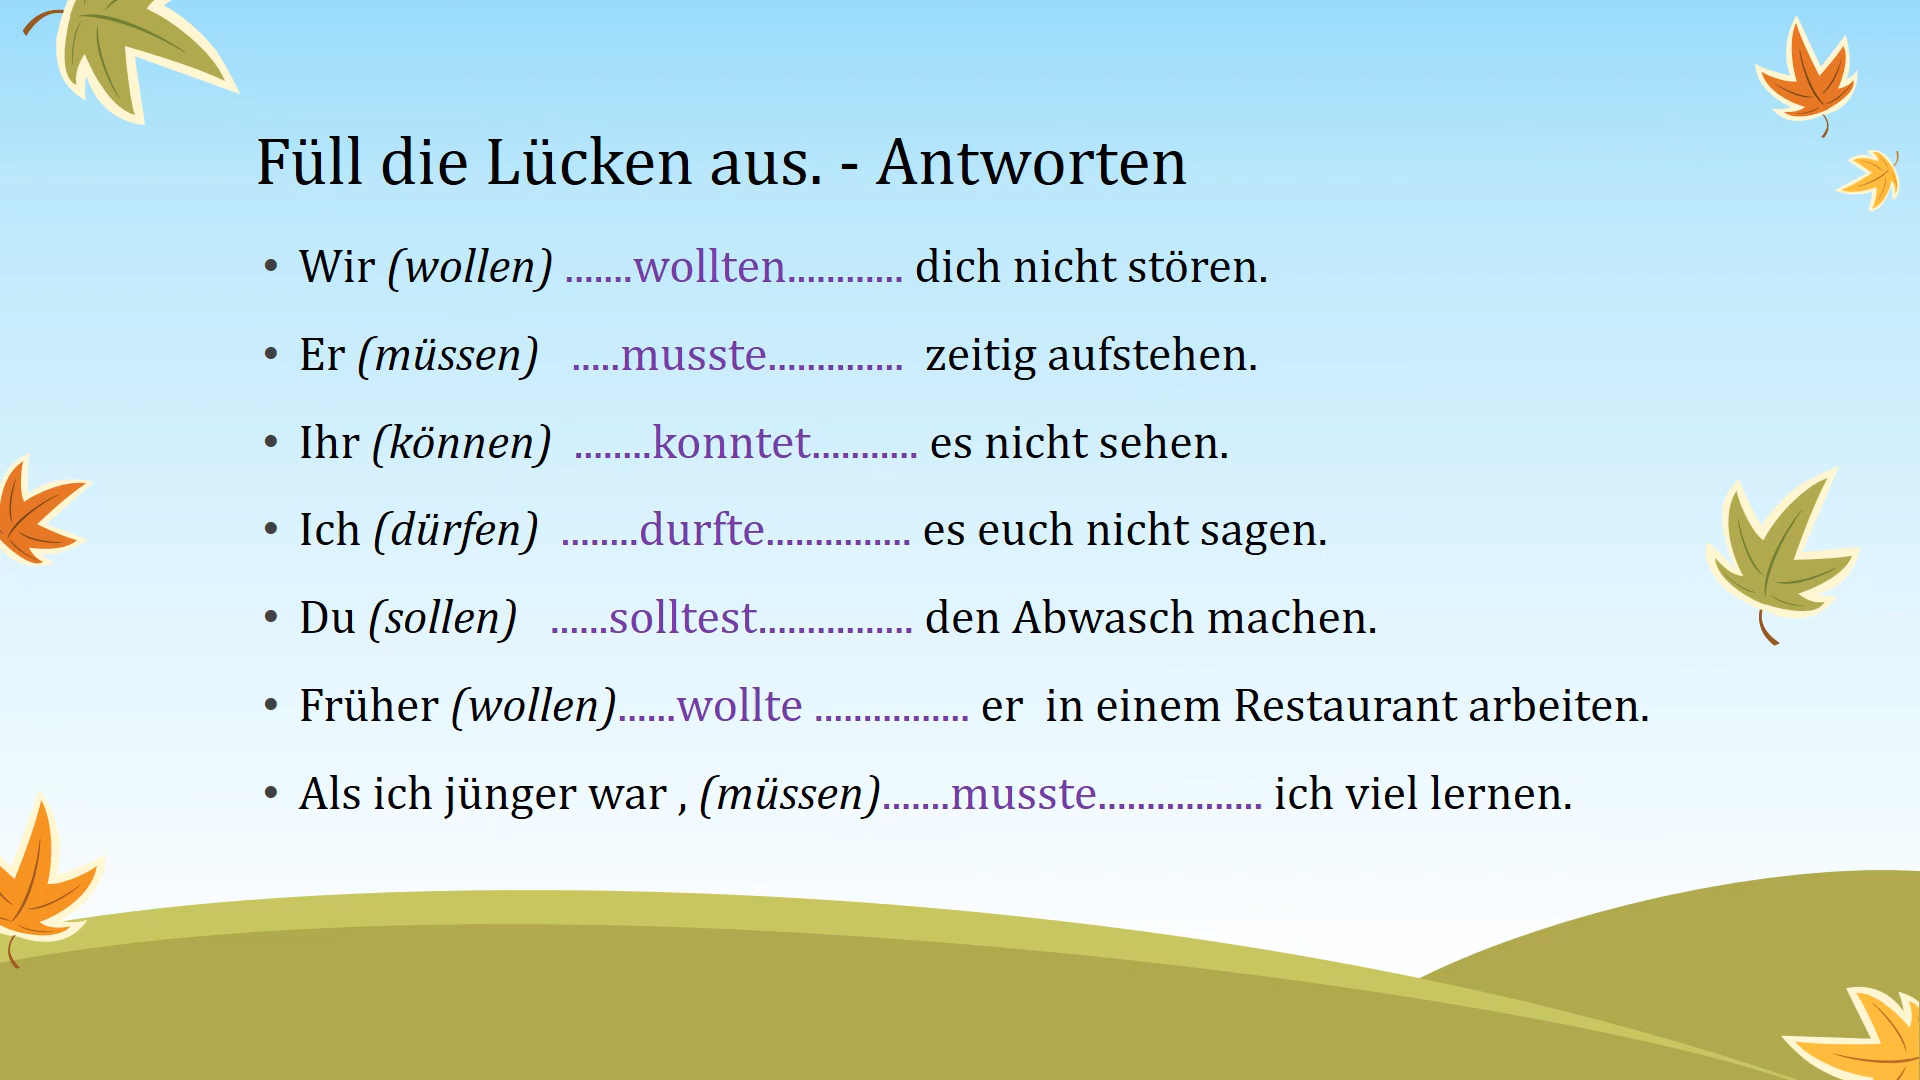 Füll die Lücken aus. - Antworten
• Wir (wollen) .......wollten............ dich nicht stören.
• Er (müssen) .....musste.............. zeitig aufstehen.
• Ihr (können) ........konntet........... es nicht sehen.
• Ich (dürfen) ........durfte............... es euch nicht sagen.
• Du (sollen) ......solltest................ den Abwasch machen.
• Früher (wollen)......wollte ................ er in einem Restaurant arbeiten.
• Als ich jünger war , (müssen).......musste................. ich viel lernen.